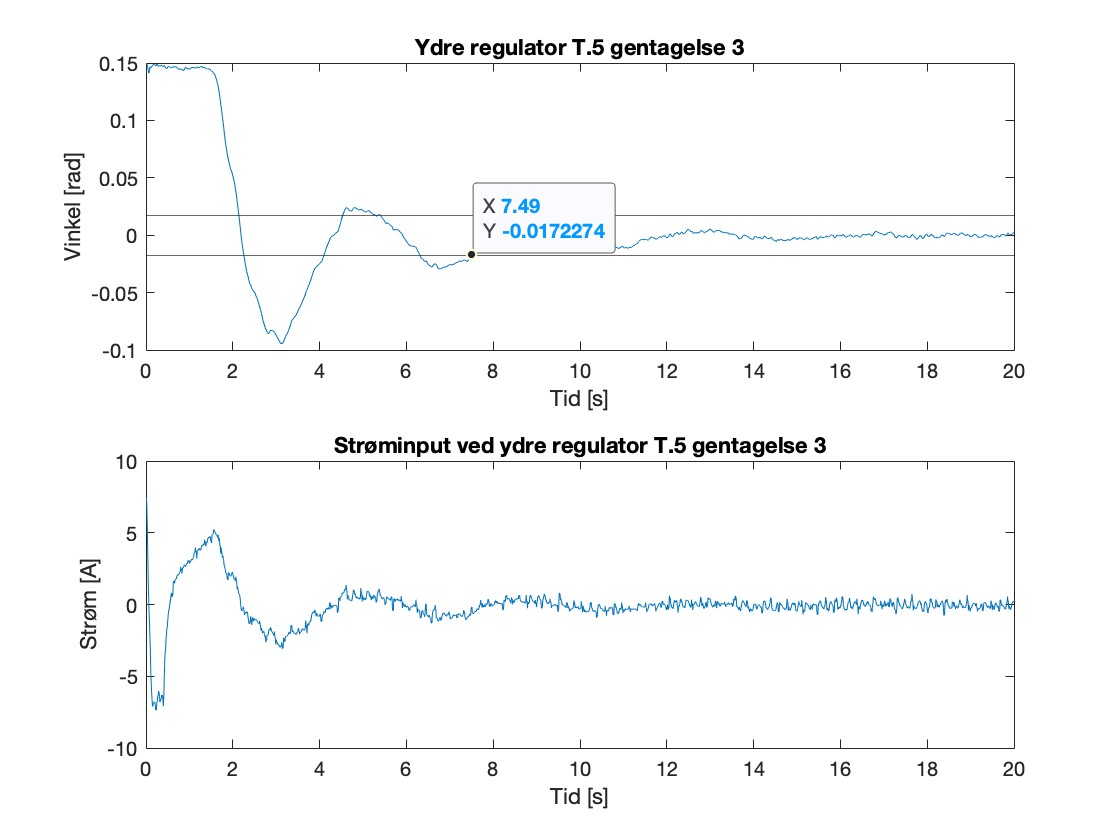 Ydre regulator T.5 gentagelse 3
0.15
0.1
0.05
0
-0.05
-0.1
Vinkel [rad]
X 7.49
Y -0.0172274
0 2 4 6 8 10 12 14 16 18 20
Tid [s]
Strøminput ved ydre regulator T.5 gentagelse 3
10
5
0
-5
-10
Strøm [A]
0 2 4 6 8 10 12 14 16 18 20
Tid [s]